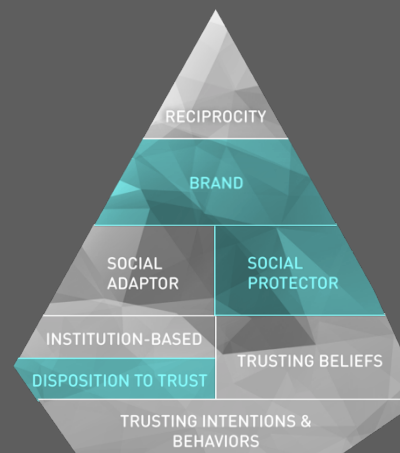 RECIPROCITY
BRAND
SOCIAL
ADAPTOR
SOCIAL
PROTECTOR
INSTITUTION-BASED
DISPOSITION TO TRUST
TRUSTING BELIEFS
TRUSTING INTENTIONS &
BEHAVIORS